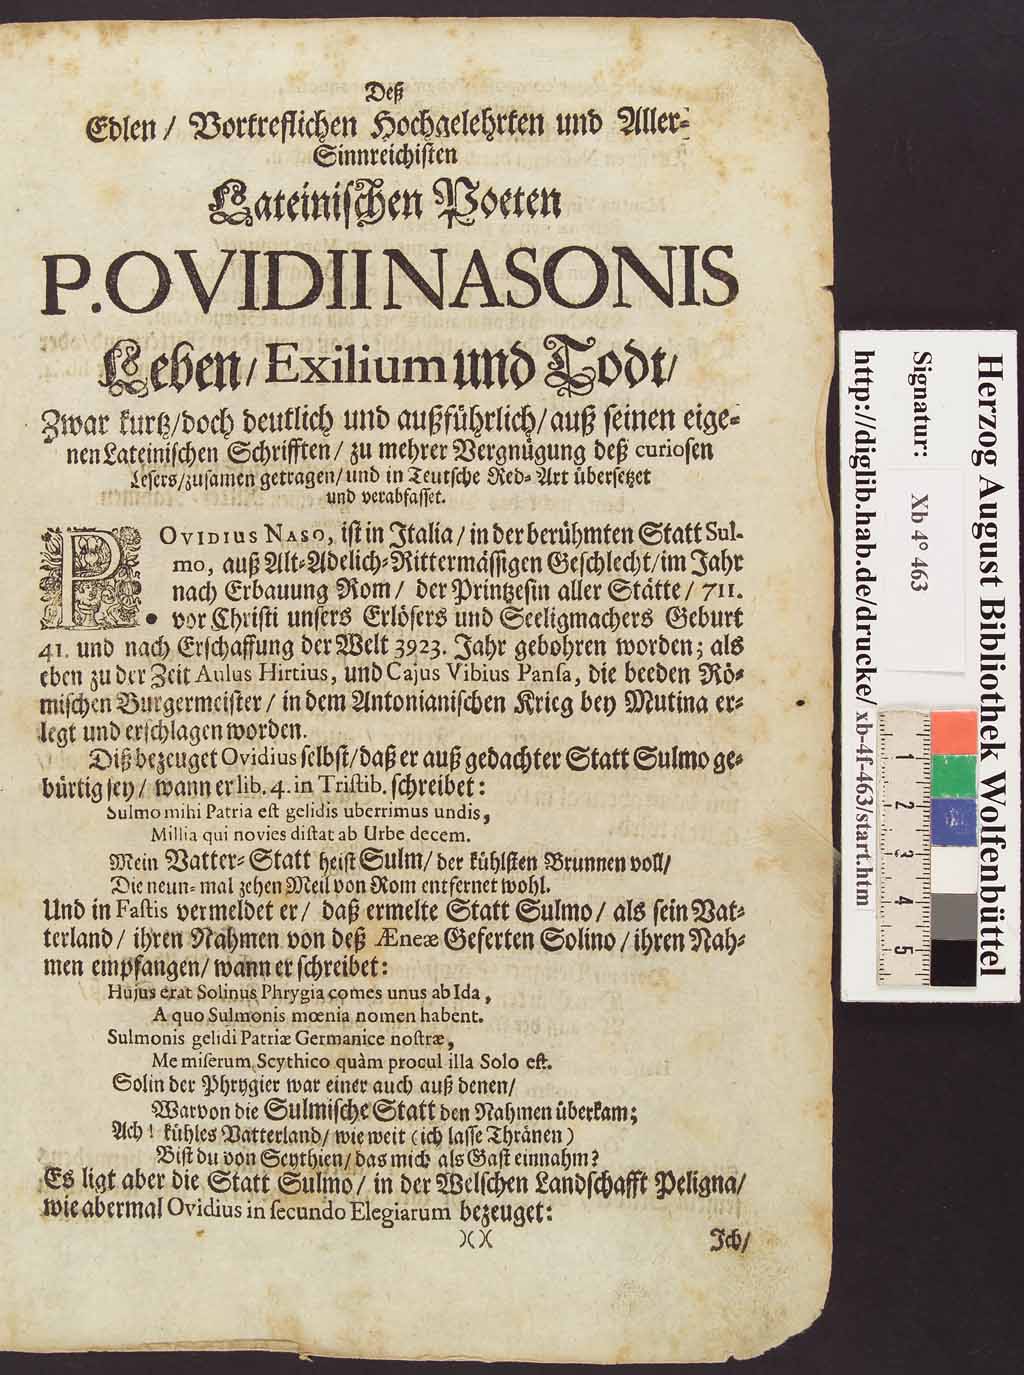 Deß
Edlen / Vortreflichen Hochgelehrten und Aller-
Sinnreichisten
Lateinischen Poeten
P. OVIDII NASONIS
Leben / Exilium und Todt /
Zwar kurtz / doch deutlich und außführlich / auß seinen eige-
nen Lateinischen Schrifften / zu mehrer Vergnügung deß curiosen
Lesers / zusamen getragen / und in Teutsche Red-Art übersetzet
und verabfasset.
P. OVIDIUS NASO, ist in Italia / in der berühmten Statt Sul-
mo, auß Alt-Adelich-Rittermässigen Geschlecht / im Jahr
nach Erbauung Rom / der Printzesin aller Stätte / 711.
vor Christi unsers Erlösers und Seeligmachers Geburt
41. und nach Erschaffung der Welt 3923. Jahr gebohren worden; als
eben zu der Zeit Aulus Hirtius, und Cajus Vibius Pansa, die beeden Rö-
mischen Burgermeister / in dem Antonianischen Krieg bey Mutina er-
legt und erschlagen worden.
Diß bezeuget Ovidius selbst / daß er auß gedachter Statt Sulmo ge-
bürtig sey / wann er lib. 4. in Tristib. schreibet:
Sulmo mihi Patria est gelidis uberrimus undis,
Millia qui novies distat ab Urbe decem.
Mein Vatter-Statt heist Sulm / der kühlsten Brunnen voll /
Die neun-mal zehen Meil von Rom entfernet wohl.
Und in Fastis vermeldet er / daß ermelte Statt Sulmo / als sein Vat-
terland / ihren Nahmen von deß Æneæ Geferten Solino / ihren Nah-
men empfangen / wann er schreibet:
Hujus erat Solinus Phrygia comes unus ab Ida,
A quo Sulmonis mœnia nomen habent.
Sulmonis gelidi Patriæ Germanice nostræ,
Me miserum Scythico quàm procul illa Solo est.
Solin der Phrygier war einer auch auß denen /
Warvon die Sulmische Statt den Nahmen überkam;
Ach! kühles Vatterland / wie weit (ich lasse Thränen)
Bist du von Scythien / das mich als Gast einnahm?
Es ligt aber die Statt Sulmo / in der Welschen Landschafft Peligna /
wie abermal Ovidius in secundo Elegiarum bezeuget:
)( )(
Ich /
Herzog August Bibliothek Wolfenbüttel
Signatur: Xb 4° 463
http://diglib.hab.de/drucke/xb-4f-463/start.htm
1
2
3
4
5